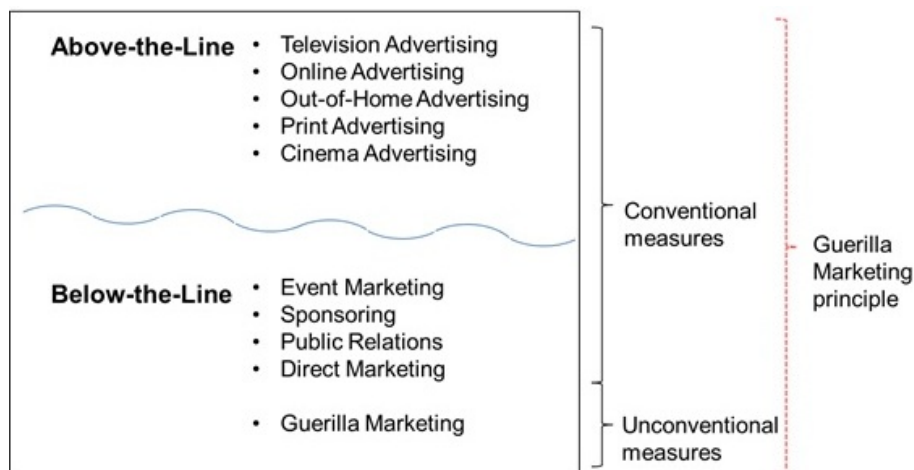 Above-the-Line
• Television Advertising
• Online Advertising
• Out-of-Home Advertising
• Print Advertising
• Cinema Advertising
Below-the-Line
• Event Marketing
• Sponsoring
• Public Relations
• Direct Marketing
• Guerilla Marketing
Conventional
measures
Unconventional
measures
Guerilla
Marketing
principle